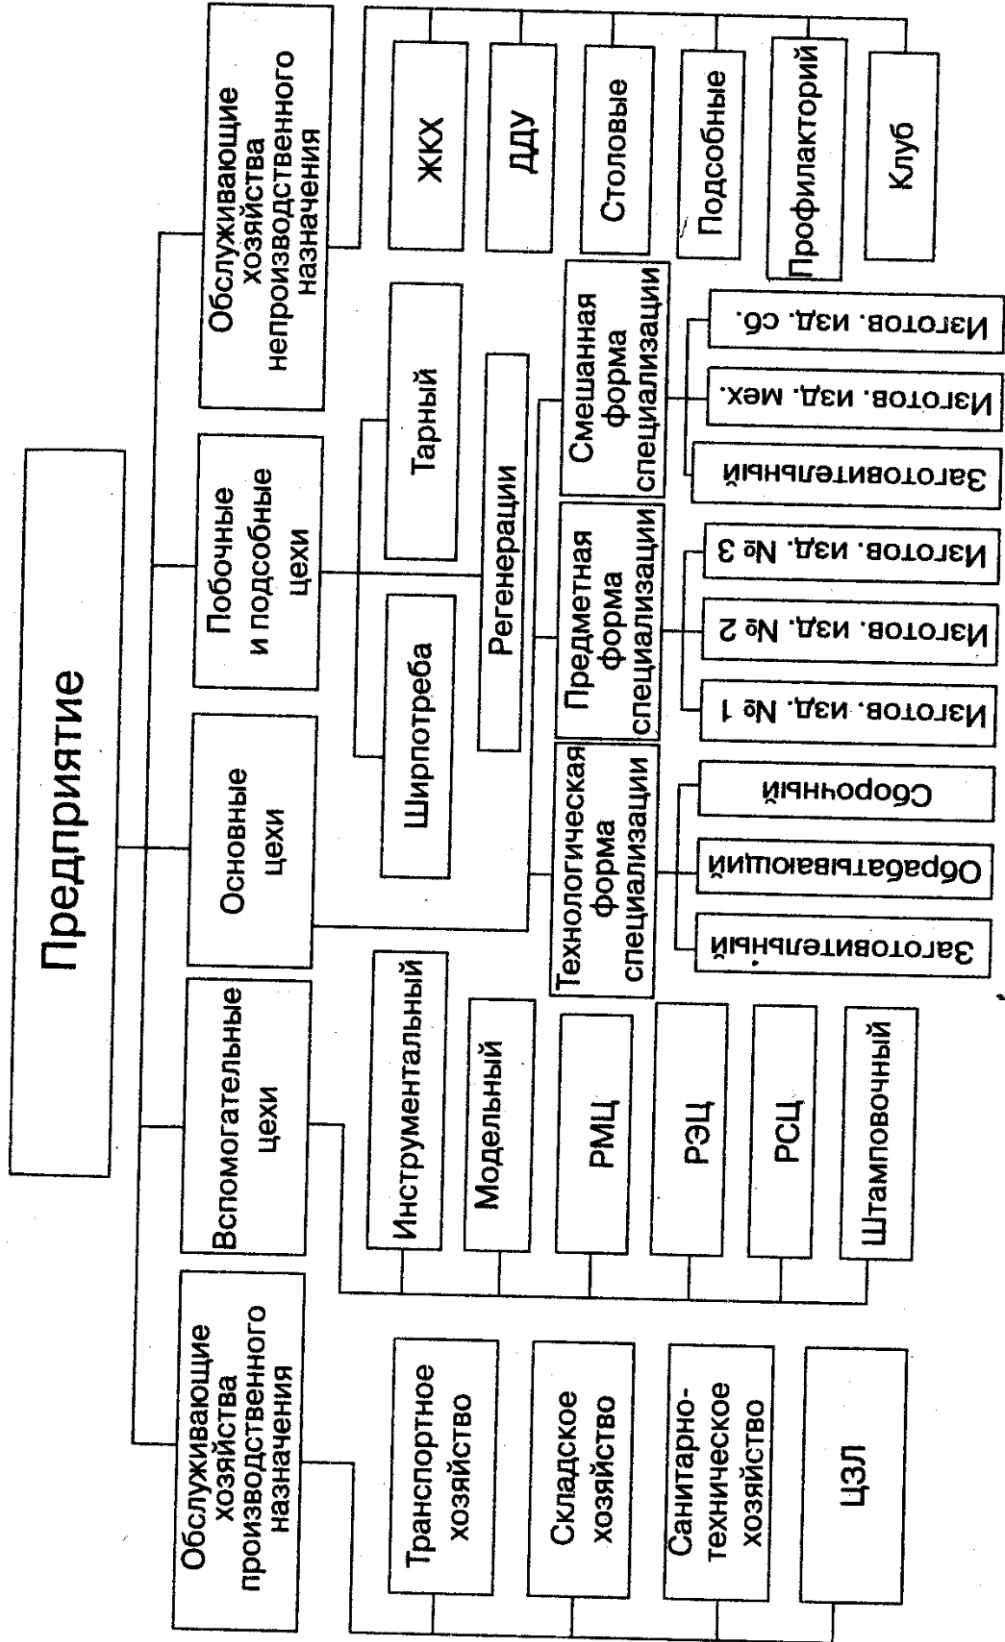 Предприятие
Обслуживающие
хозяйства
производственного
назначения
Вспомогательные
цехи
Основные
цехи
Побочные
и подсобные
цехи
Обслуживающие
хозяйства
непроизводственного
назначения
Транспортное
хозяйство
Складское
хозяйство
Санитарно-
техническое
хозяйство
ЦЗЛ
Инструментальный
Модельный
РМЦ
РЭЦ
РСЦ
Штамповочный
Технологическая
форма
специализации
Заготовительный
Обрабатывающий
Сборочный
Предметная
форма
специализации
Изготов. изд. № 1
Изготов. изд. № 2
Изготов. изд. № 3
Смешанная
форма
специализации
Заготовительный
Изготов. изд. мех.
Изготов. изд. сб.
Ширпотреба
Тарный
Регенерации
ЖКХ
ДДУ
Столовые
Подсобные
Профилакторий
Клуб